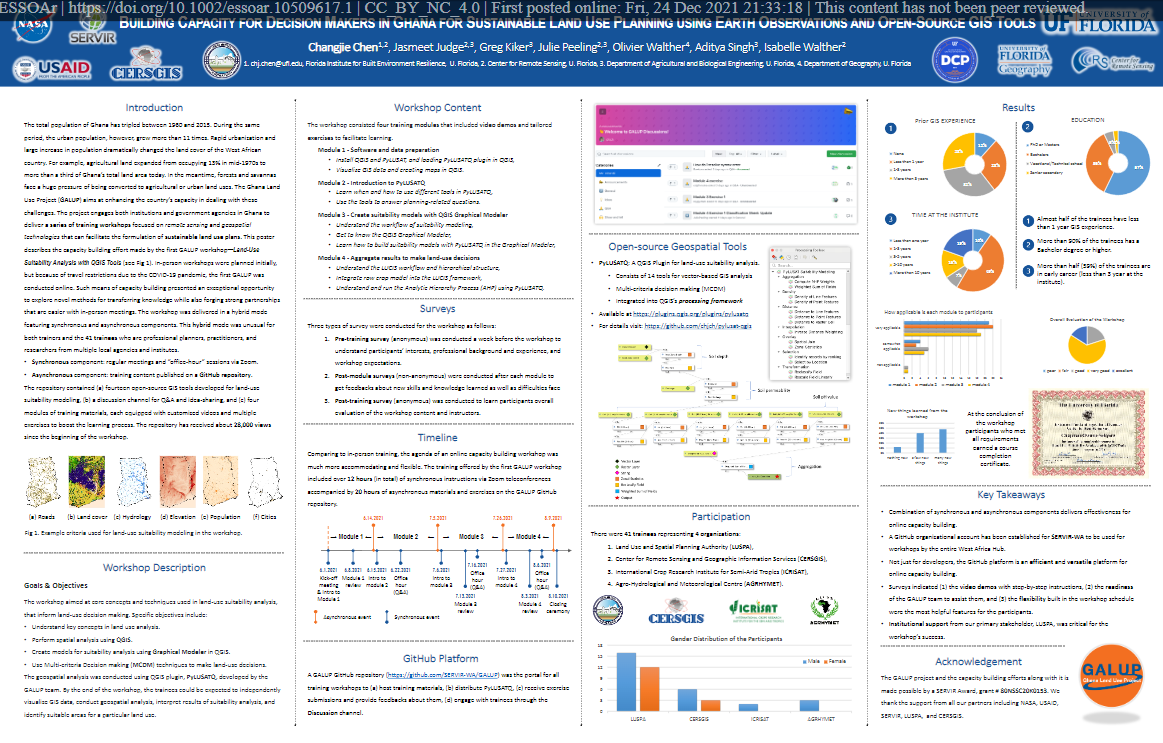 ESSOAr | https://doi.org/10.1002/essoar.10509617.1 | CC_BY_NC_4.0 | First posted online: Fri, 24 Dec 2021 21:33:18 | This content has not been peer reviewed.
BUILDING CAPACITY FOR DECISION MAKERS IN GHANA FOR SUSTAINABLE LAND USE PLANNING USING EARTH OBSERVATIONS AND OPEN-SOURCE GIS TOOLS
Changjie Chen1,2, Jasmeet Judge2,3, Greg Kiker3, Julie Peeling2,3, Olivier Walther4, Aditya Singh3, Isabelle Walther2
1. chj.chen@ufl.edu, Florida Institute for Built Environment Resilience, U. Florida, 2. Center for Remote Sensing, U. Florida, 3. Department of Agricultural and Biological Engineering, U. Florida, 4. Department of Geography, U. Florida
SERVIR
USAID
FROM THE AMERICAN PEOPLE
CERSGIS
DCP
UNIVERSITY of FLORIDA
Geography
UF UNIVERSITY of FLORIDA
CRS Center for Remote Sensing
Introduction
The total population of Ghana has tripled between 1960 and 2015. During the same
period, the urban population, however, grew more than 11 times. Rapid urbanization and
large increase in population dramatically changed the land cover of the West African
country. For example, agricultural land expanded from occupying 13% in mid-1970s to
more than a third of Ghana's total land area today. In the meantime, forests and savannas
face a huge pressure of being converted to agricultural or urban land uses. The Ghana Land
Use Project (GALUP) aims at enhancing the country's capacity in dealing with these
challenges. The project engages both institutions and government agencies in Ghana to
deliver a series of training workshops focused on remote sensing and geospatial
technologies that can facilitate the formulation of sustainable land use plans. This poster
describes the capacity building effort made by the first GALUP workshop—Land-Use
Suitability Analysis with QGIS Tools (see Fig 1). In-person workshops were planned initially,
but because of travel restrictions due to the COVID-19 pandemic, the first GALUP was
conducted online. Such means of capacity building presented an exceptional opportunity
to explore novel methods for transferring knowledge while also forging strong partnerships
that are easier with in-person meetings. The workshop was delivered in a hybrid mode
featuring synchronous and asynchronous components. This hybrid mode was unusual for
both trainers and the 41 trainees who are professional planners, practitioners, and
researchers from multiple local agencies and institutes.
• Synchronous component: regular meetings and "office-hour" sessions via Zoom.
• Asynchronous component: training content published on a GitHub repository.
The repository contained (a) fourteen open-source GIS tools developed for land-use
suitability modeling, (b) a discussion channel for Q&A and idea-sharing, and (c) four
modules of training materials, each equipped with customized videos and multiple
exercises to boost the learning process. The repository has received about 28,000 views
since the beginning of the workshop.
(a) Roads (b) Land cover (c) Hydrology (d) Elevation (e) Population (f) Cities
Fig 1. Example criteria used for land-use suitability modeling in the workshop.
Workshop Description
Goals & Objectives
The workshop aimed at core concepts and techniques used in land-use suitability analysis,
that inform land-use decision making. Specific objectives include:
• Understand key concepts in land use analysis.
• Perform spatial analysis using QGIS.
• Create models for suitability analysis using Graphical Modeler in QGIS.
• Use Multi-criteria Decision making (MCDM) techniques to make land-use decisions.
The geospatial analysis was conducted using QGIS plugin, PyLUSATQ, developed by the
GALUP team. By the end of the workshop, the trainees could be expected to independently
visualize GIS data, conduct geospatial analysis, interpret results of suitability analysis, and
identify suitable areas for a particular land use.
Workshop Content
The workshop consisted four training modules that included video demos and tailored
exercises to facilitate learning.
Module 1 - Software and data preparation
• Install QGIS and PyLUSAT, and loading PyLUSATQ plugin in QGIS,
• Visualize GIS data and creating maps in QGIS.
Module 2 - Introduction to PyLUSATQ
• Learn when and how to use different tools in PyLUSATQ,
• Use the tools to answer planning-related questions.
Module 3 - Create suitability models with QGIS Graphical Modeler
• Understand the workflow of suitability modeling,
• Get to know the QGIS Graphical Modeler,
• Learn how to build suitability models with PyLUSATQ in the Graphical Modeler,
Module 4 - Aggregate results to make land-use decisions
• Understand the LUCIS workflow and hierarchical structure,
• Integrate crop model into the LUCIS framework,
• Understand and run the Analytic Hierarchy Process (AHP) using PyLUSATQ.
Surveys
Three types of survey were conducted for the workshop as follows:
1. Pre-training survey (anonymous) was conducted a week before the workshop to
understand participants' interests, professional background and experience, and
workshop expectations.
2. Post-module surveys (non-anonymous) were conducted after each module to
get feedbacks about new skills and knowledge learned as well as difficulties face
3. Post-training survey (anonymous) was conducted to learn participants overall
evaluation of the workshop content and instructors.
Timeline
Comparing to in-person training, the agenda of an online capacity building workshop was
much more accommodating and flexible. The training offered by the first GALUP workshop
included over 12 hours (in total) of synchronous instructions via Zoom teleconferences
accompanied by 20 hours of asynchronous materials and exercises on the GALUP GitHub
repository.
6.14.2021 7.5.2021 7.26.2021 8.9.2021
Module 1 Module 2 Module 3 Module 4
6.1.2021 Kick-off meeting & Intro to Module 1
6.8.2021 Module 1 review
6.15.2021 Intro to module 2
6.22.2021 Office hour (Q&A)
7.6.2021 Intro to module 3
7.13.2021 Module 3 review
7.16.2021 Office hour (Q&A)
7.27.2021 Intro to module 4
8.3.2021 Module 4 review
8.6.2021 Office hour (Q&A)
8.10.2021 Closing ceremony
Asynchronous event Synchronous event
GitHub Platform
A GALUP GitHub repository (https://github.com/SERVIR-WA/GALUP) was the portal for all
training workshops to (a) host training materials, (b) distribute PyLUSATQ, (c) receive exercise
submissions and provide feedbacks about them, (d) engage with trainees through the
Discussion channel.
Welcome to GALUP Discussions!
Categories
Open-source Geospatial Tools
• PyLUSATQ: A QGIS Plugin for land-use suitability analysis.
• Consists of 14 tools for vector-based GIS analysis
• Multi-criteria decision making (MCDM)
• Integrated into QGIS's processing framework
• Available at https://plugins.qgis.org/plugins/pylusatq
• For details visit: https://github.com/chjch/pylusat-qgis
Soil depth
Soil permeability
Soil pH value
Aggregation
Participation
There were 41 trainees representing 4 organisations:
1. Land Use and Spatial Planning Authority (LUSPA),
2. Center for Remote Sensing and Geographic Information Services (CERSGIS),
3. International Crop Research Institute for Semi-Arid Tropics (ICRISAT),
4. Agro-Hydrological and Meteorological Centre (AGRHYMET).
CERSGIS
ICRISAT
AGRHYMET
Gender Distribution of the Participants
Male Female
LUSPA CERSGIS ICRISAT AGRHYMET
Results
1
Prior GIS EXPERIENCE
None
Less than 1 year
1-5 years
More than 5 years
2
EDUCATION
PhD or Masters
Bachelors
Vocational/Technical school
Senior secondary
3
TIME AT THE INSTITUTE
Less than one year
1-3 years
3-5 years
5-10 years
More than 10 years
1 Almost half of the trainees have less than 1 year GIS experience.
2 More than 90% of the trainees has a Bachelor degree or higher.
3 More than half (59%) of the trainees are in early career (less than 3 year at the institute).
How applicable is each module to participants
very applicable
somewhat applicable
not applicable
module 1 module 2 module 3 module 4
Overall Evaluation of the Workshop
poor fair good very good excellent
New things learned from the workshop
nothing new a few new things many new things
At the conclusion of
the workshop
participants who met
all requirements
earned a course
completion
certificate.
The University of Florida
Key Takeaways
• Combination of synchronous and asynchronous components delivers effectiveness for
online capacity building.
• A GitHub organisational account has been established for SERVIR-WA to be used for
workshops by the entire West Africa Hub.
• Not just for developers, the GitHub platform is an efficient and versatile platform for
online capacity building.
• Surveys indicated (1) the video demos with step-by-step instructions, (2) the readiness
of the GALUP team to assist them, and (3) the flexibility built in the workshop schedule
were the most helpful features for the participants.
• Institutional support from our primary stakeholder, LUSPA, was critical for the
workshop's success.
Acknowledgement
The GALUP project and the capacity building efforts along with it is
made possible by a SERVIR Award, grant # 80NSSC20K0153. We
thank the support from all our partners including NASA, USAID,
SERVIR, LUSPA, and CERSGIS.
GALUP
Ghana Land Use Project